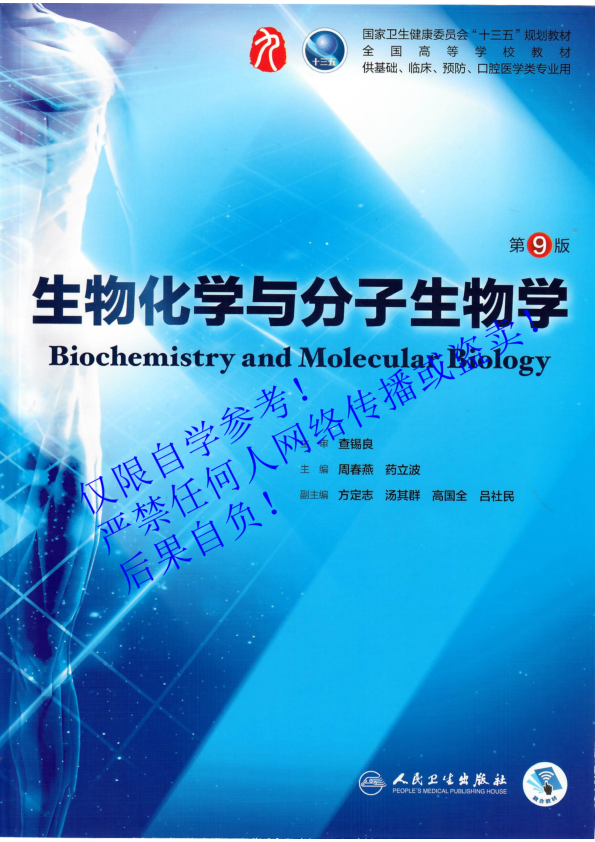 国家卫生健康委员会“十三五”规划教材
全国高等学校教材
供基础、临床、预防、口腔医学类专业用
十三五
第9版
生物化学与分子生物学
Biochemistry and Molecular Biology
主审 查锡良
主编 周春燕 药立波
副主编 方定志 汤其群 高国全 吕社民
仅限自学参考！
严禁任何人网络传播或盗卖！
后果自负！
人民卫生出版社
PEOPLE'S MEDICAL PUBLISHING HOUSE
融合教材